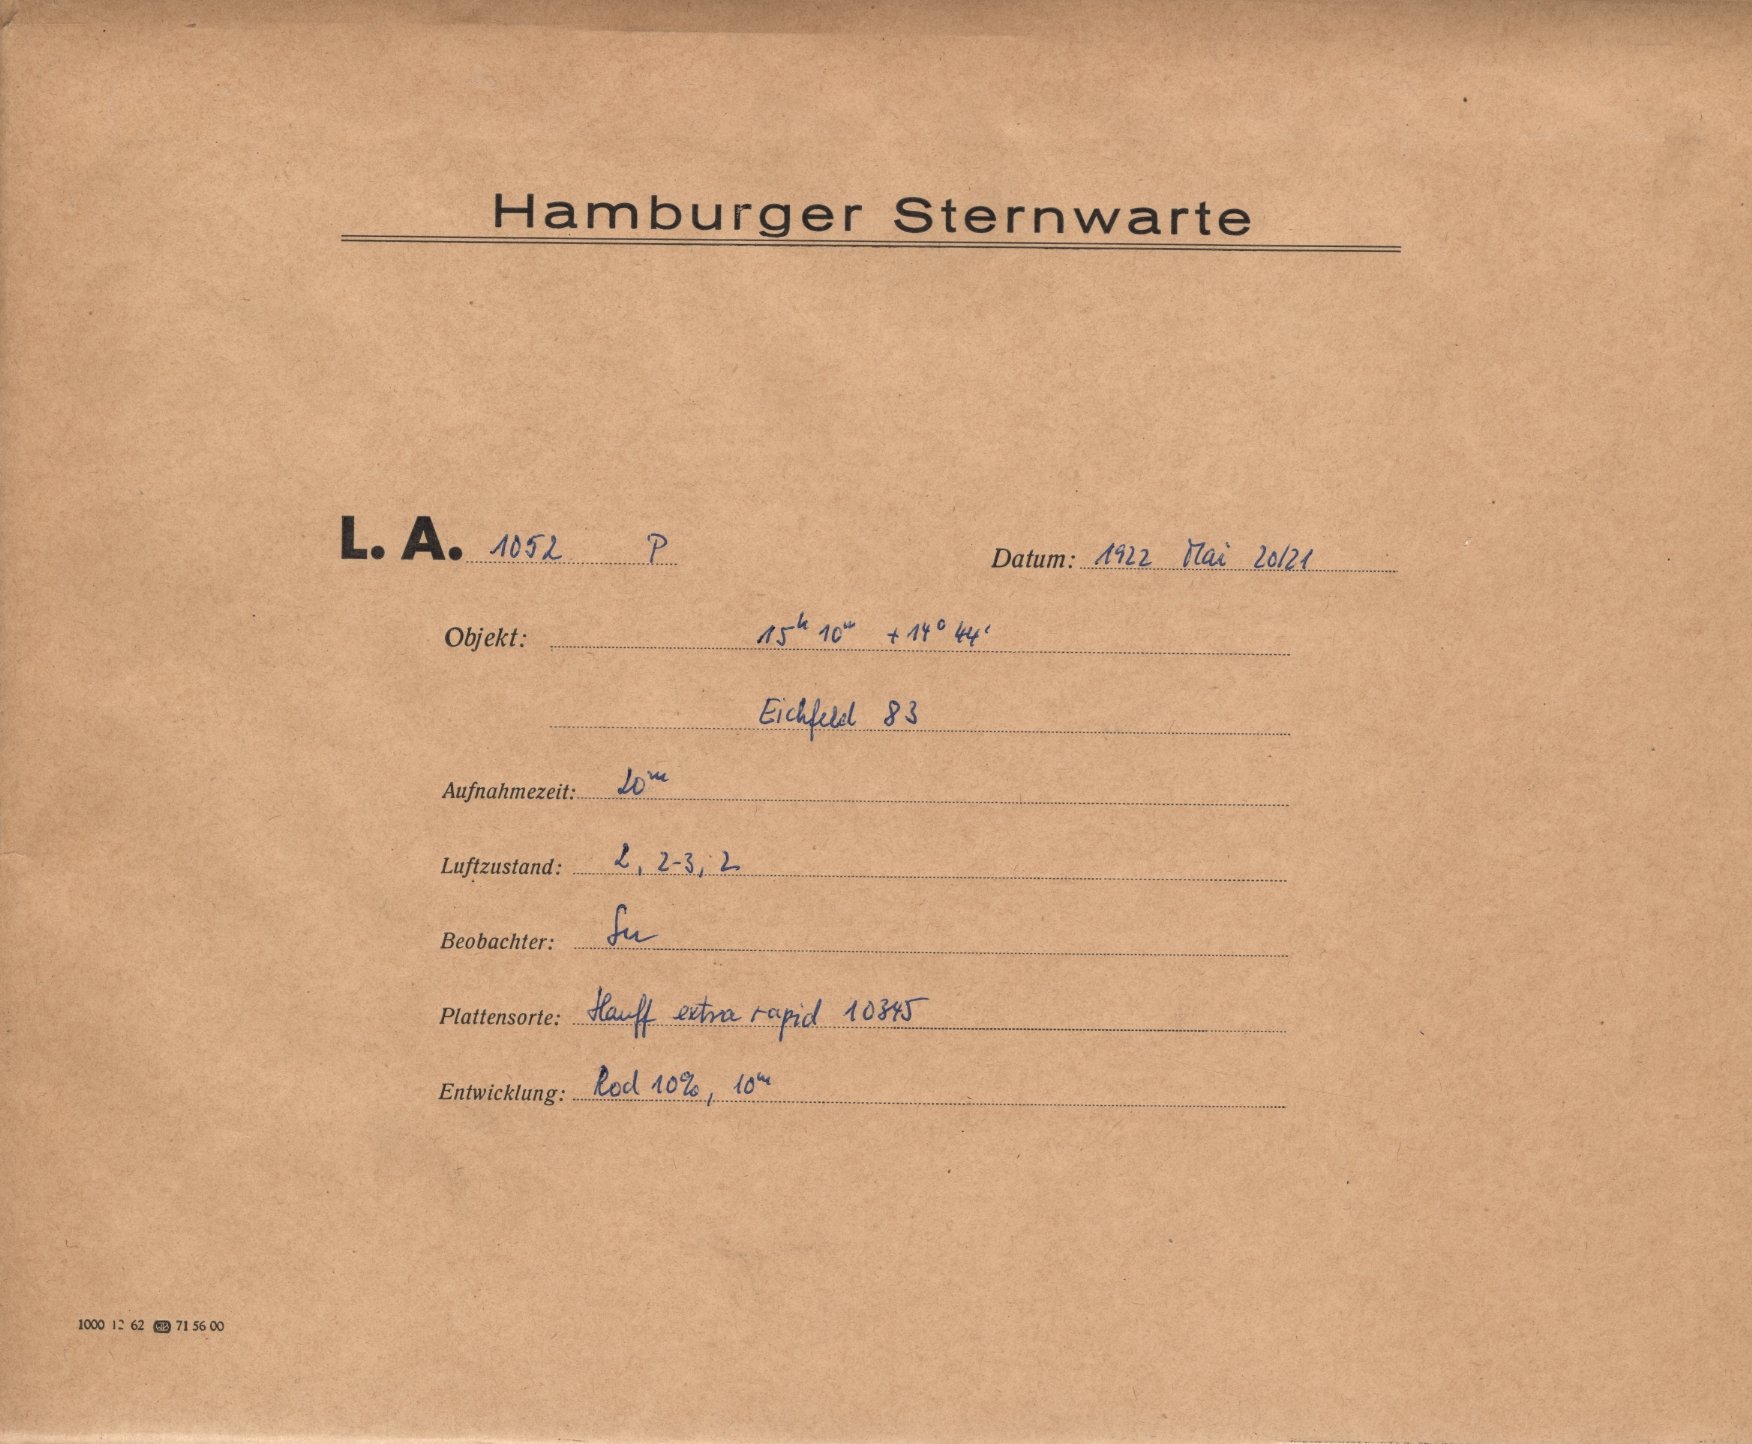 Hamburger Sternwarte
L. A. 1052 P
Datum: 1922 Mai 20/21
Objekt: 15ʰ 10ᵐ +14° 44'
Eichfeld 83
Aufnahmezeit: 20ᵐ
Luftzustand: 2, 2-3, 2
Beobachter:
Plattensorte: Hauff extra rapid 10345
Entwicklung: Rod 10%, 10ᵐ
1000 12 62 71 56 00